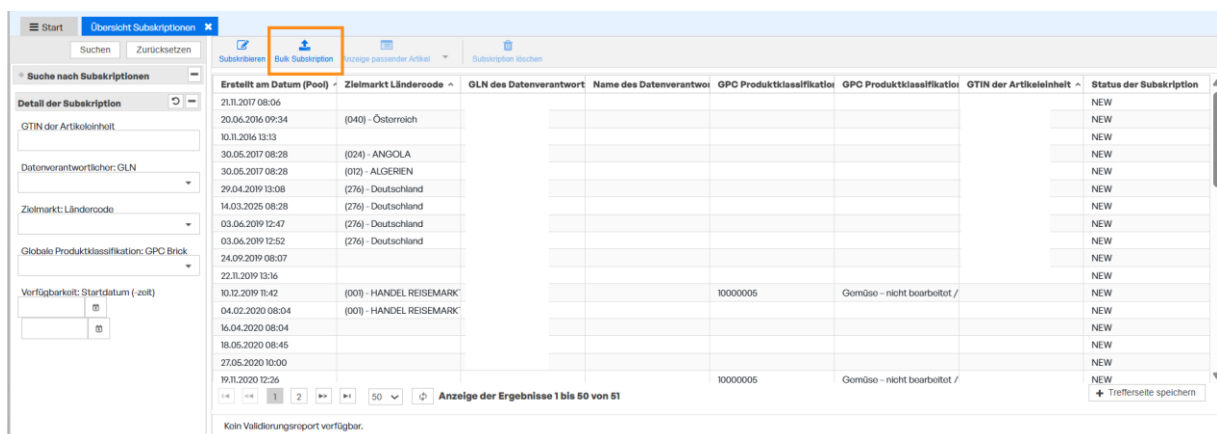 Start
Übersicht Subskriptionen
Suchen
Zurücksetzen
Suche nach Subskriptionen
Detail der Subskription
GTIN der Artikeleinheit
Datenverantwortlicher: GLN
Zielmarkt: Ländercode
Globale Produktklassifikation: GPC Brick
Verfügbarkeit: Startdatum (-zeit)
Subskribieren
Bulk Subskription
Anzeige passender Artikel
Subskription löschen
Erstellt am Datum (Pool) Zielmarkt Ländercode GLN des Datenverantwort Name des Datenverantwor GPC Produktklassifikation GPC Produktklassifikation GTIN der Artikeleinheit Status der Subskription
21.11.2017 08:06 NEW
20.06.2016 09:34 (040) - Österreich NEW
10.11.2016 13:13 NEW
30.05.2017 08:28 (024) - ANGOLA NEW
30.05.2017 08:28 (012) - ALGERIEN NEW
29.04.2019 13:08 (276) - Deutschland NEW
14.03.2025 08:28 (276) - Deutschland NEW
03.06.2019 12:47 (276) - Deutschland NEW
03.06.2019 12:52 (276) - Deutschland NEW
24.09.2019 08:07 NEW
22.11.2019 13:16 NEW
10.12.2019 11:42 (001) - HANDEL REISEMARKT 10000005 Gemüse - nicht bearbeitet / NEW
04.02.2020 08:04 (001) - HANDEL REISEMARKT NEW
16.04.2020 08:04 NEW
18.05.2020 08:45 NEW
27.05.2020 10:00 NEW
19.11.2020 12:26 10000005 Gemüse - nicht bearbeitet / NEW
1 2 50 Anzeige der Ergebnisse 1 bis 50 von 51
+ Trefferseite speichern
Kein Validierungsreport verfügbar.